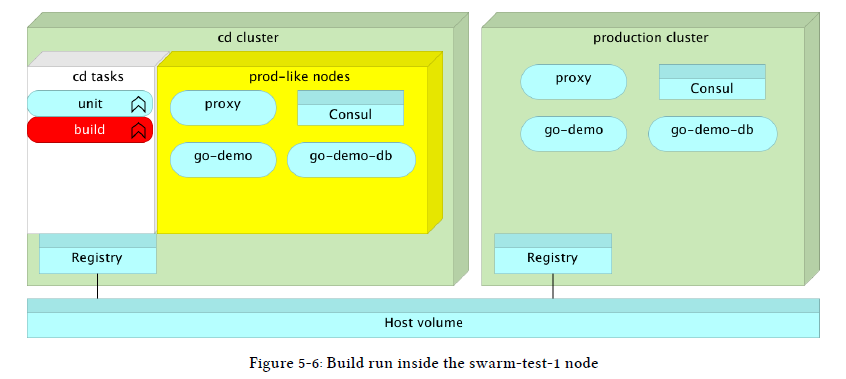 cd cluster
production cluster
cd tasks
prod-like nodes
unit
build
proxy
Consul
go-demo
go-demo-db
proxy
Consul
go-demo
go-demo-db
Registry
Registry
Host volume
Figure 5-6: Build run inside the swarm-test-1 node